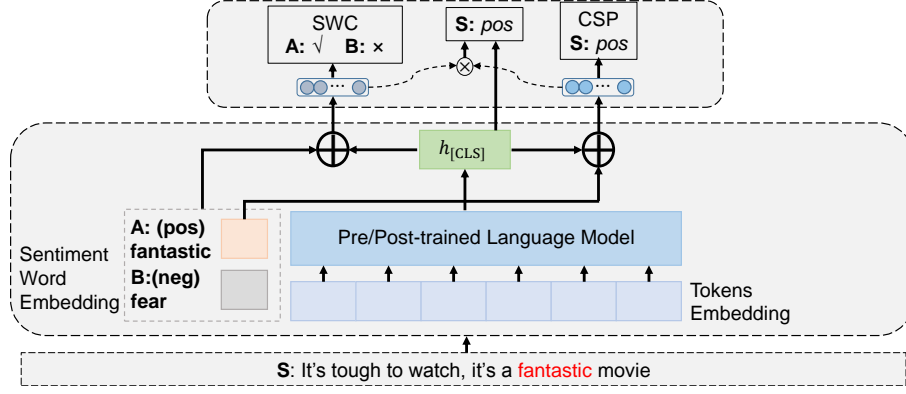 SWC
A: √ B: ×
S: pos
CSP
S: pos
h[CLS]
A: (pos)
fantastic
B:(neg)
fear
Sentiment
Word
Embedding
Pre/Post-trained Language Model
Tokens
Embedding
S: It's tough to watch, it's a fantastic movie